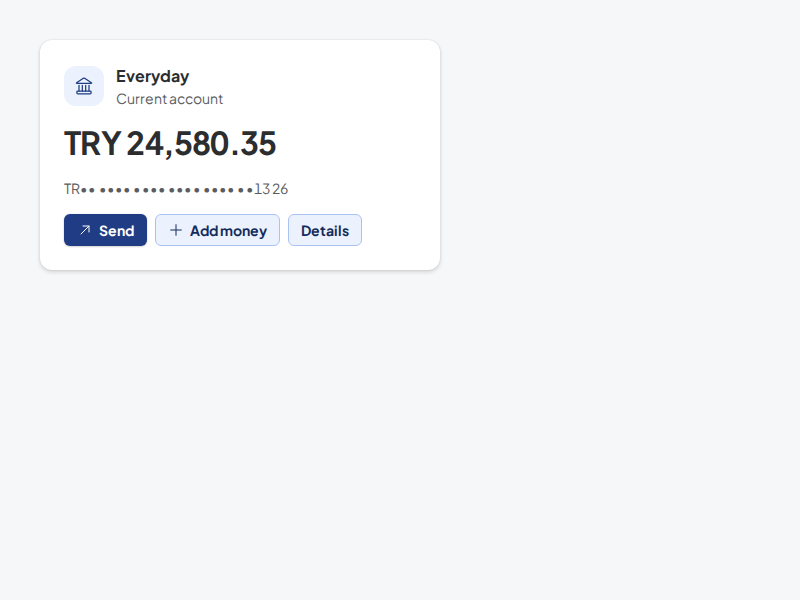 Everyday
Current account
TRY 24,580.35
TR•• •••• •••• •••• •••• ••1326
Send
Add money
Details